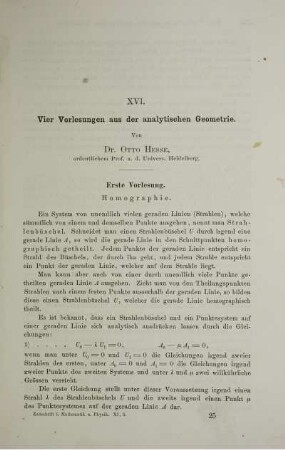 XVI.
Vier Vorlesungen aus der analytischen Geometrie.
Von
Dr. Otto Hesse,
ordentlichem Prof. a. d. Univers. Heidelberg.
Erste Vorlesung.
Homographie.
Ein System von unendlich vielen geraden Linien (Strahlen), welche
sämmtlich von einem und demselben Punkte ausgehen, nennt man Strah-
lenbüschel. Schneidet man einen Strahlenbüschel U durch irgend eine
gerade Linie A, so wird die gerade Linie in den Schnittpunkten homo-
graphisch getheilt. Jedem Punkte der geraden Linie entspricht ein
Strahl des Büschels, der durch ihn geht, und jedem Strahle entspricht
ein Punkt der geraden Linie, welcher auf dem Strahle liegt.
Man kann aber auch von einer durch unendlich viele Punkte ge-
theilten geraden Linie A ausgehen. Zieht man von den Theilungspunkten
Strahlen nach einem Punkte ausserhalb der geraden Linie, so bilden
diese einen Strahlenbüschel U, welcher die gerade Linie homographisch
theilt.
Es ist bekannt, dass ein Strahlenbüschel und ein Punktesystem auf
einer geraden Linie sich analytisch ausdrücken lassen durch die Glei-
chungen:
1) . . . . U₀ − λ U₁ = 0, A₀ − μ A₁ = 0,
wenn man unter U₀ = 0 und U₁ = 0 die Gleichungen irgend zweier
Strahlen des ersten, unter A₀ = 0 und A₁ = 0 die Gleichungen irgend
zweier Punkte des zweiten Systems und unter λ und μ zwei willkührliche
Grössen versteht.
Die erste Gleichung stellt unter dieser Voraussetzung irgend einen
Strahl λ des Strahlenbüschels U und die zweite irgend einen Punkt μ
des Punktsystemes auf der geraden Linie A dar.
Zeitschrift f. Mathematik u. Physik. XI, 5. 25